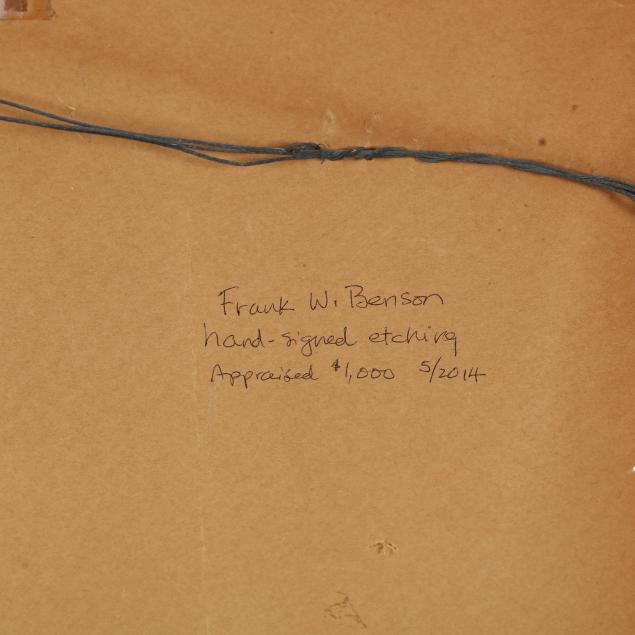 Frank W. Benson
hand-signed etching
Appraised $1,000 5/2014